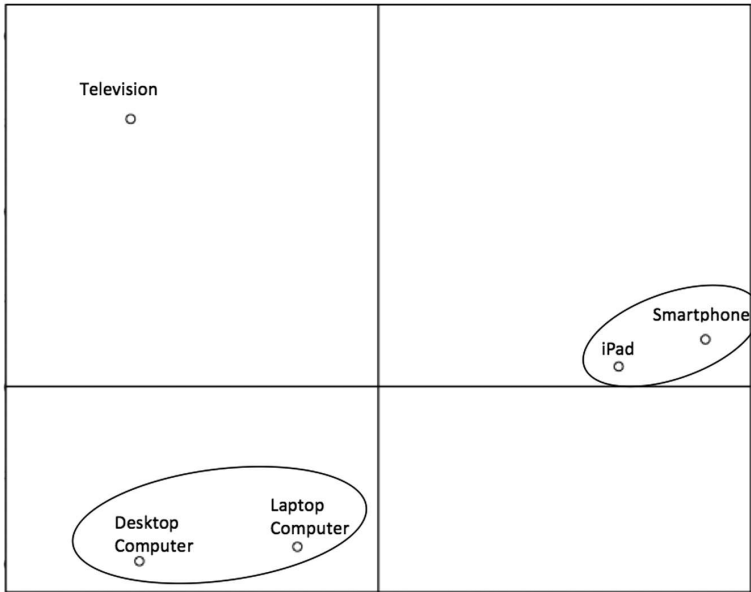 Television
Smartphone
iPad
Laptop
Computer
Desktop
Computer